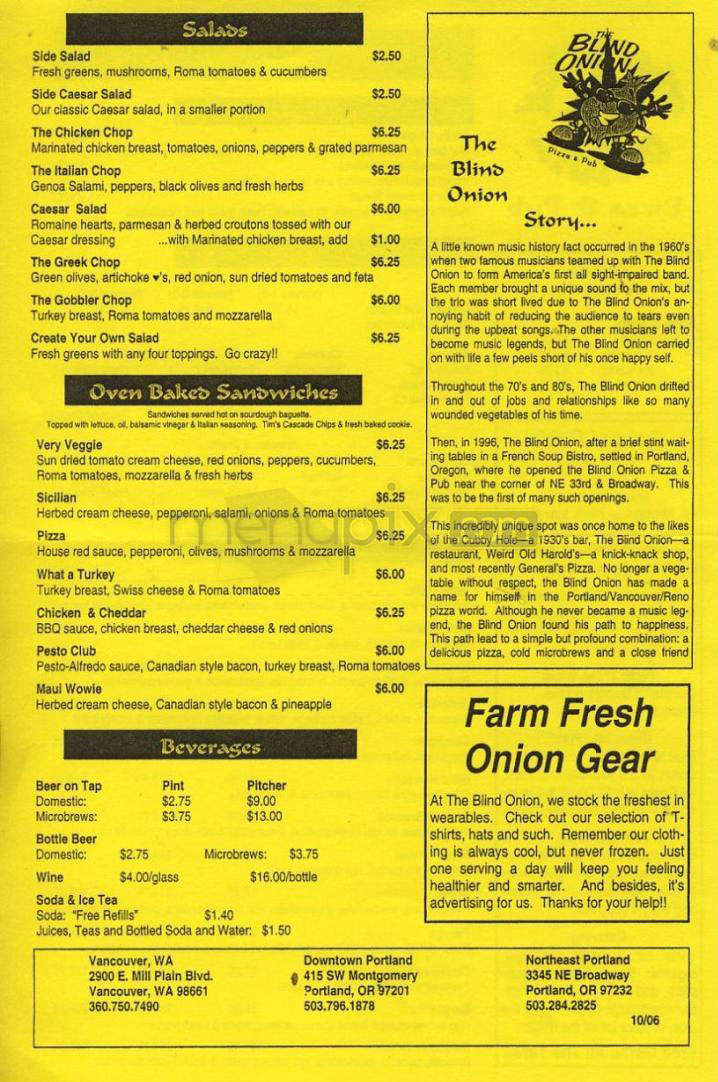 Salads
Side Salad $2.50
Fresh greens, mushrooms, Roma tomatoes & cucumbers
Side Caesar Salad $2.50
Our classic Caesar salad, in a smaller portion
The Chicken Chop $6.25
Marinated chicken breast, tomatoes, onions, peppers & grated parmesan
The Italian Chop $6.25
Genoa Salami, peppers, black olives and fresh herbs
Caesar Salad $6.00
Romaine hearts, parmesan & herbed croutons tossed with our
Caesar dressing ...with Marinated chicken breast, add $1.00
The Greek Chop $6.25
Green olives, artichoke ♥'s, red onion, sun dried tomatoes and feta
The Gobbler Chop $6.00
Turkey breast, Roma tomatoes and mozzarella
Create Your Own Salad $6.25
Fresh greens with any four toppings. Go crazy!!
Oven Baked Sandwiches
Sandwiches served hot on sourdough baguette.
Topped with lettuce, oil, balsamic vinegar & Italian seasoning. Tim's Cascade Chips & fresh baked cookie.
Very Veggie $6.25
Sun dried tomato cream cheese, red onions, peppers, cucumbers,
Roma tomatoes, mozzarella & fresh herbs
Sicilian $6.25
Herbed cream cheese, pepperoni, salami, onions & Roma tomatoes
Pizza $6.25
House red sauce, pepperoni, olives, mushrooms & mozzarella
What a Turkey $6.00
Turkey breast, Swiss cheese & Roma tomatoes
Chicken & Cheddar $6.25
BBQ sauce, chicken breast, cheddar cheese & red onions
Pesto Club $6.00
Pesto-Alfredo sauce, Canadian style bacon, turkey breast, Roma tomatoes
Maui Wowie $6.00
Herbed cream cheese, Canadian style bacon & pineapple
Beverages
Beer on Tap Pint Pitcher
Domestic: $2.75 $9.00
Microbrews: $3.75 $13.00
Bottle Beer
Domestic: $2.75 Microbrews: $3.75
Wine $4.00/glass $16.00/bottle
Soda & Ice Tea
Soda: "Free Refills" $1.40
Juices, Teas and Bottled Soda and Water: $1.50
THE
BLIND
ONION
Pizza & Pub
The
Blind
Onion
Story...
A little known music history fact occurred in the 1960's
when two famous musicians teamed up with The Blind
Onion to form America's first all sight-impaired band.
Each member brought a unique sound to the mix, but
the trio was short lived due to The Blind Onion's an-
noying habit of reducing the audience to tears even
during the upbeat songs. The other musicians left to
become music legends, but The Blind Onion carried
on with life a few peels short of his once happy self.
Throughout the 70's and 80's, The Blind Onion drifted
in and out of jobs and relationships like so many
wounded vegetables of his time.
Then, in 1996, The Blind Onion, after a brief stint wait-
ing tables in a French Soup Bistro, settled in Portland,
Oregon, where he opened the Blind Onion Pizza &
Pub near the corner of NE 33rd & Broadway. This
was to be the first of many such openings.
This incredibly unique spot was once home to the likes
of the Cubby Hole—a 1930's bar, The Blind Onion—a
restaurant, Weird Old Harold's—a knick-knack shop,
and most recently General's Pizza. No longer a vege-
table without respect, the Blind Onion has made a
name for himself in the Portland/Vancouver/Reno
pizza world. Although he never became a music leg-
end, the Blind Onion found his path to happiness.
This path lead to a simple but profound combination: a
delicious pizza, cold microbrews and a close friend
Farm Fresh
Onion Gear
At The Blind Onion, we stock the freshest in
wearables. Check out our selection of T-
shirts, hats and such. Remember our cloth-
ing is always cool, but never frozen. Just
one serving a day will keep you feeling
healthier and smarter. And besides, it's
advertising for us. Thanks for your help!!
Vancouver, WA
2900 E. Mill Plain Blvd.
Vancouver, WA 98661
360.750.7490
Downtown Portland
415 SW Montgomery
Portland, OR 97201
503.796.1878
Northeast Portland
3345 NE Broadway
Portland, OR 97232
503.284.2825
10/06
menupix